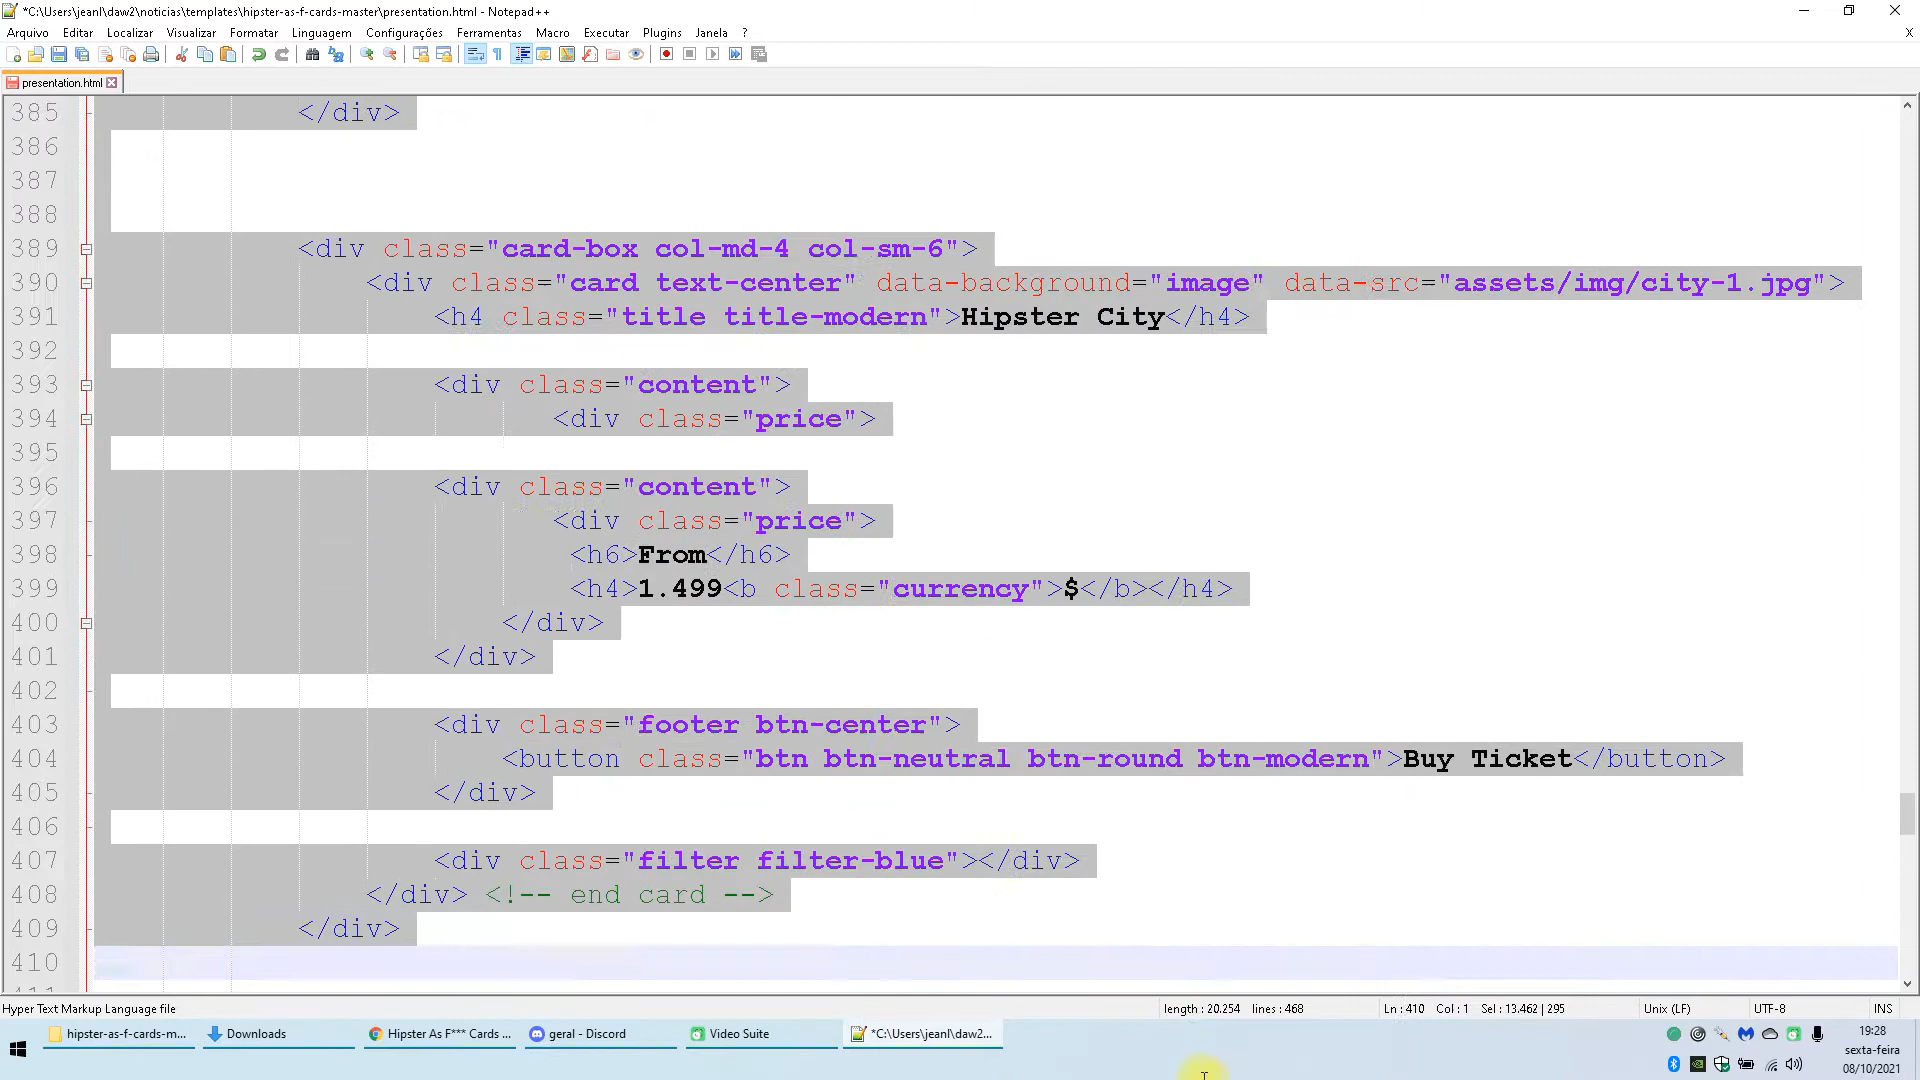 *C:\Users\jeanl\daw2\noticias\templates\hipster-as-f-cards-master\presentation.html - Notepad++
Arquivo Editar Localizar Visualizar Formatar Linguagem Configurações Ferramentas Macro Executar Plugins Janela ? X
presentation.html
385 </div>
386
387
388
389 <div class="card-box col-md-4 col-sm-6">
390 <div class="card text-center" data-background="image" data-src="assets/img/city-1.jpg">
391 <h4 class="title title-modern">Hipster City</h4>
392
393 <div class="content">
394 <div class="price">
395
396 <div class="content">
397 <div class="price">
398 <h6>From</h6>
399 <h4>1.499<b class="currency">$</b></h4>
400 </div>
401 </div>
402
403 <div class="footer btn-center">
404 <button class="btn btn-neutral btn-round btn-modern">Buy Ticket</button>
405 </div>
406
407 <div class="filter filter-blue"></div>
408 </div> <!-- end card -->
409 </div>
410
Hyper Text Markup Language file length : 20.254 lines : 468 Ln : 410 Col : 1 Sel : 13.462 | 295 Unix (LF) UTF-8 INS
hipster-as-f-cards-m... Downloads Hipster As F*** Cards ... geral - Discord Video Suite *C:\Users\jeanl\daw2... 19:28
sexta-feira
08/10/2021